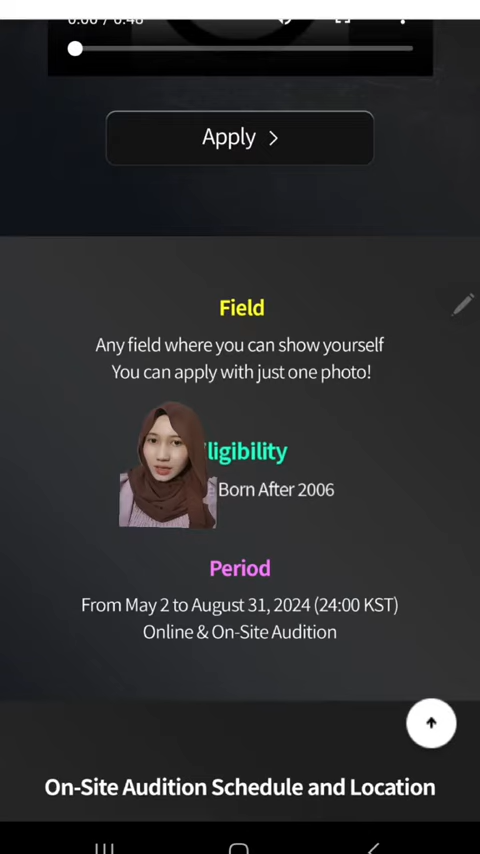 Apply >
Field
Any field where you can show yourself
You can apply with just one photo!
ligibility
Born After 2006
Period
From May 2 to August 31, 2024 (24:00 KST)
Online & On-Site Audition
On-Site Audition Schedule and Location